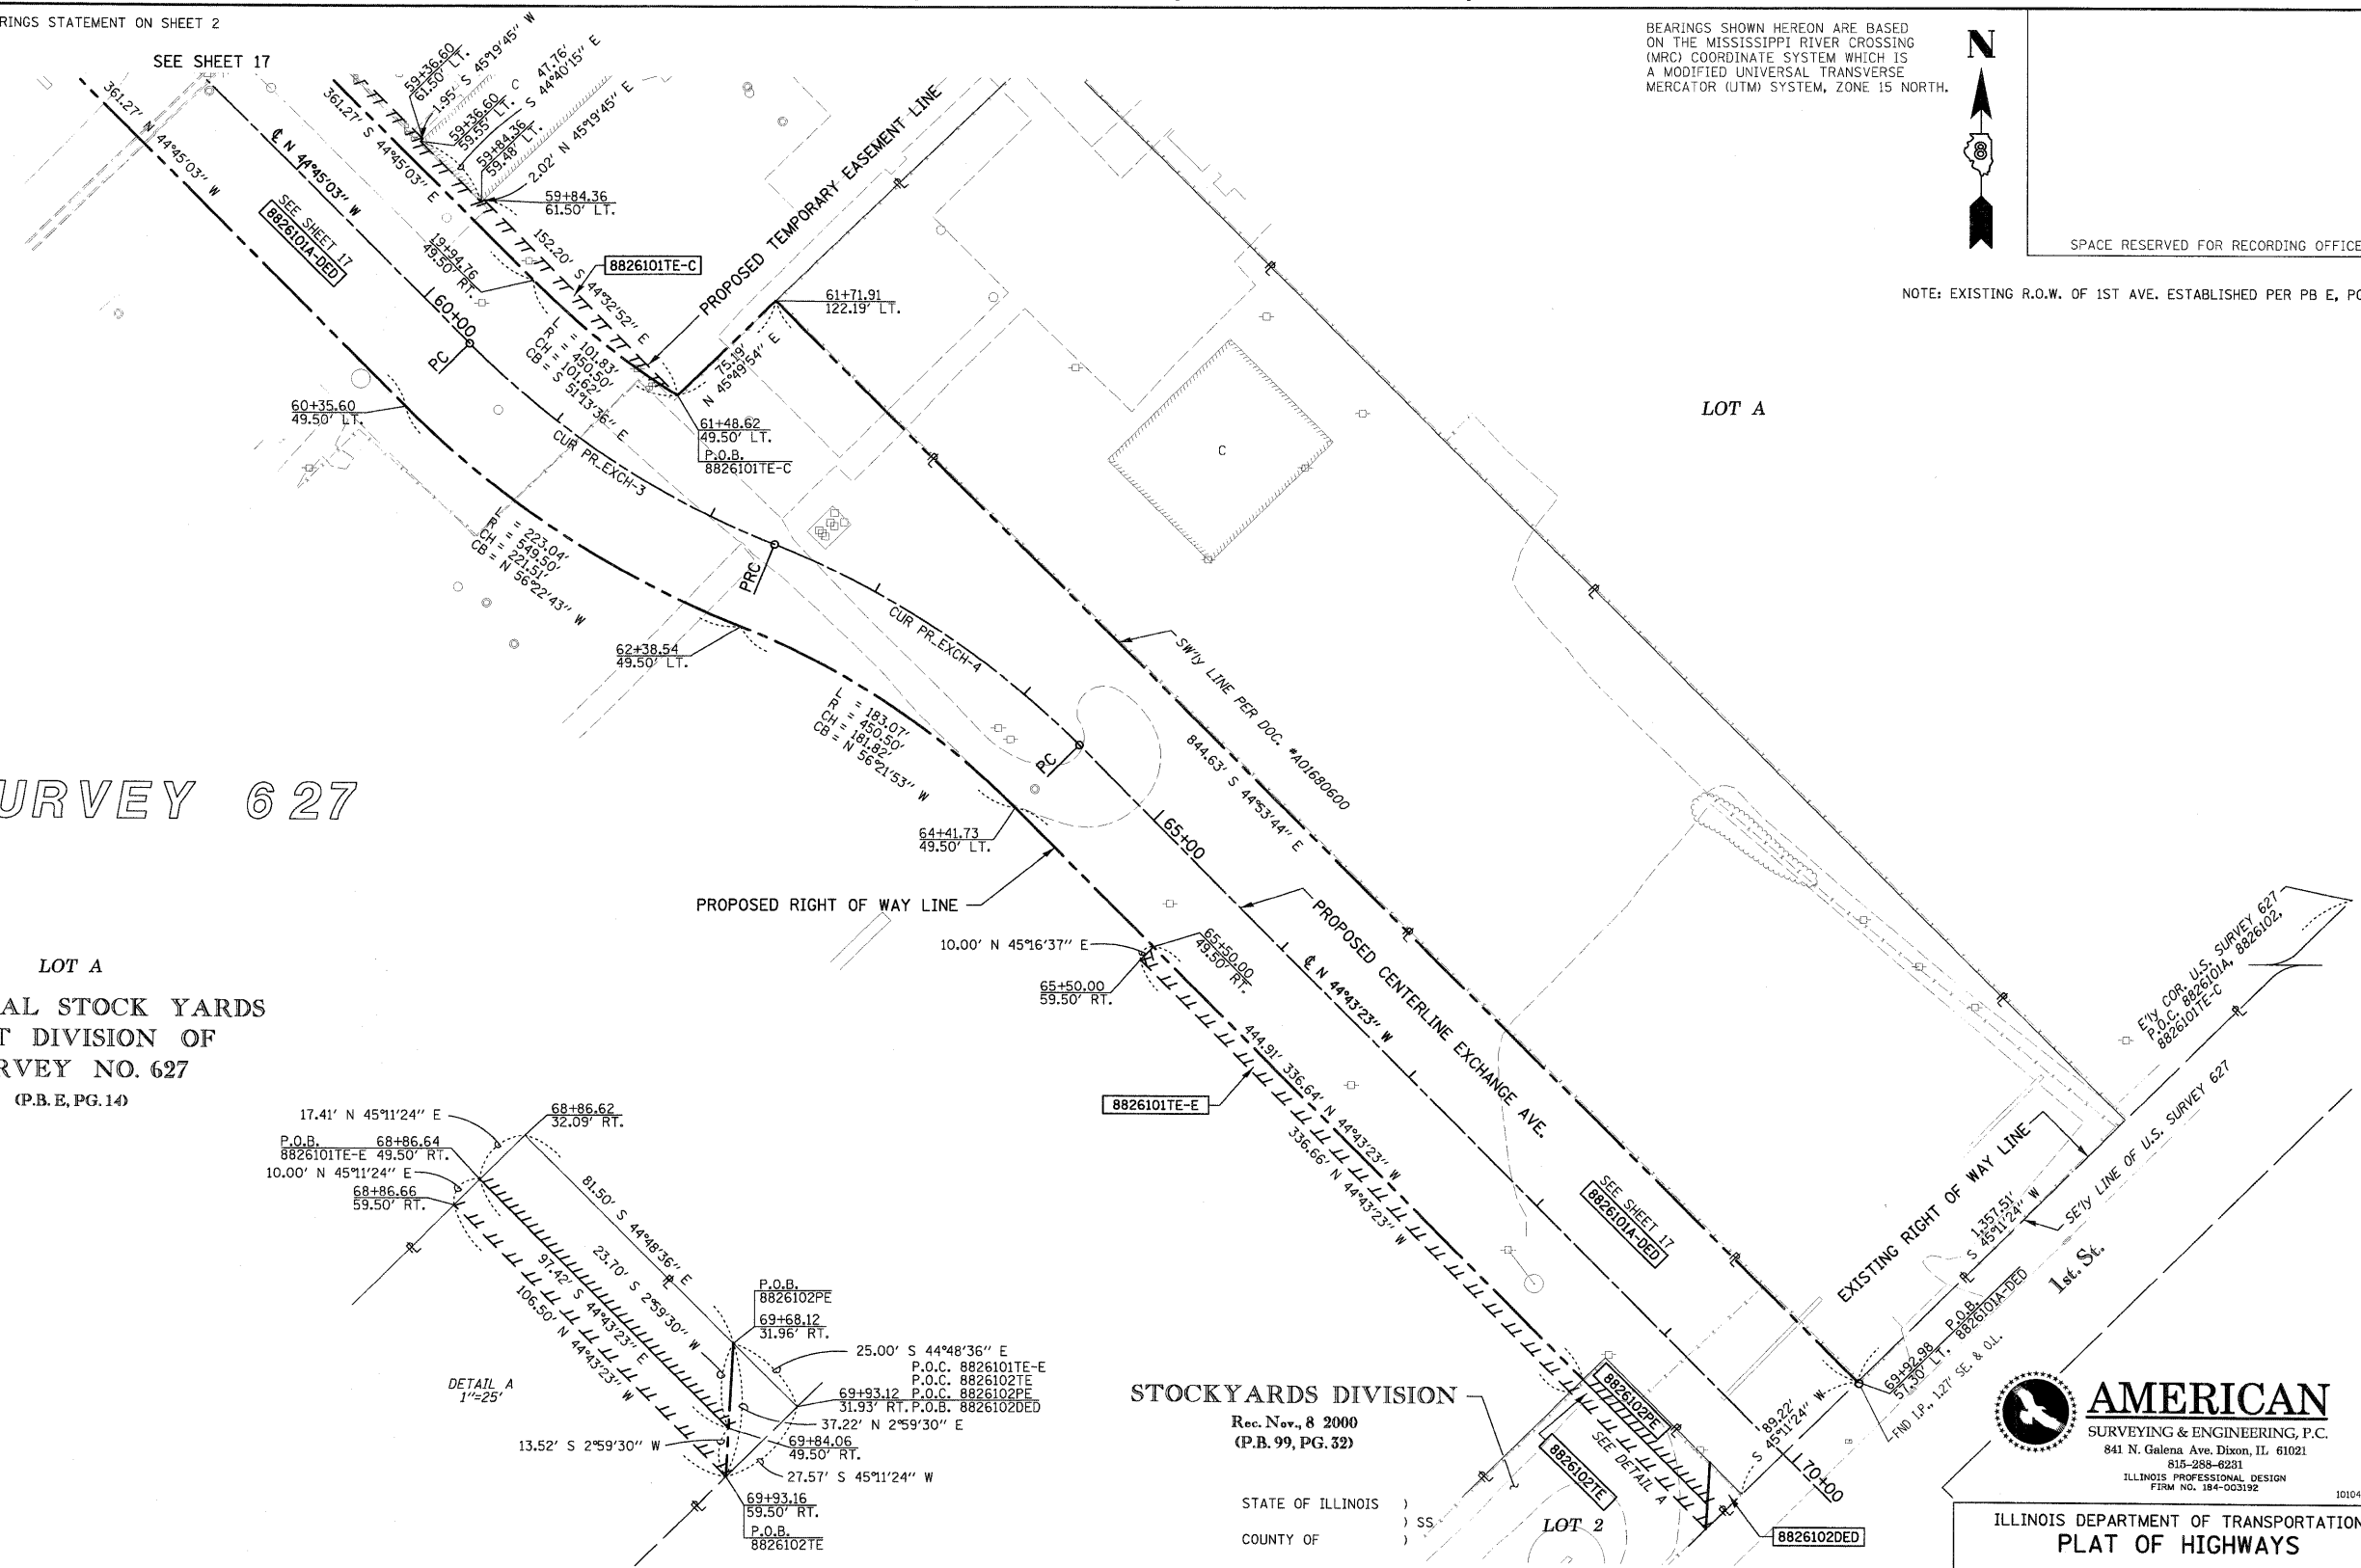 RINGS STATEMENT ON SHEET 2
SEE SHEET 17
BEARINGS SHOWN HEREON ARE BASED
ON THE MISSISSIPPI RIVER CROSSING
(MRC) COORDINATE SYSTEM WHICH IS
A MODIFIED UNIVERSAL TRANSVERSE
MERCATOR (UTM) SYSTEM, ZONE 15 NORTH.
N
8
SPACE RESERVED FOR RECORDING OFFICE
NOTE: EXISTING R.O.W. OF 1ST AVE. ESTABLISHED PER PB E, PG
361.27' N 44°45'03" W
℄ N 44°45'03" W
361.27' S 44°45'03" E
59+36.60
61.50' LT.
1.95' S 45°19'45" W
59+36.60
59.55' LT.
C
47.76'
S 44°40'15" E
59+84.36
59.48' LT.
2.02' N 45°19'45" E
59+84.36
61.50' LT.
SEE SHEET 17
8826101A-DED
19+94.76
49.50' RT.
152.20' S 44°32'52" E
8826101TE-C
PROPOSED TEMPORARY EASEMENT LINE
61+71.91
122.19' LT.
60+00
PC
L = 101.83'
R = 450.50'
CH = 101.62'
CB = S 51°13'36" E
75.19'
N 45°49'54" E
60+35.60
49.50' LT.
61+48.62
49.50' LT.
P.O.B.
8826101TE-C
CUR PR_EXCH-3
LOT A
C
L = 223.04'
R = 549.50'
CH = 221.51'
CB = N 56°22'43" W
PRC
CUR PR_EXCH-4
62+38.54
49.50' LT.
SW'ly LINE PER DOC. #A01680600
844.63' S 44°53'44" E
L = 183.07'
R = 450.50'
CH = 181.82'
CB = N 56°21'53" W
PC
URVEY 627
64+41.73
49.50' LT.
65+00
PROPOSED RIGHT OF WAY LINE
PROPOSED CENTERLINE EXCHANGE AVE.
10.00' N 45°16'37" E
65+50.00
49.50' RT.
65+50.00
59.50' RT.
℄ N 44°43'23" W
LOT A
AL STOCK YARDS
T DIVISION OF
RVEY NO. 627
(P.B. E, PG. 14)
E'ly COR. U.S. SURVEY 627
P.O.C. 8826101A, 8826102,
8826101TE-C
444.91'
336.64' N 44°43'23" W
336.66' N 44°43'23" W
8826101TE-E
SEE SHEET 17
8826101A-DED
EXISTING RIGHT OF WAY LINE
1,357.51'
S 45°11'24" W
SE'ly LINE OF U.S. SURVEY 627
1st. St.
17.41' N 45°11'24" E
68+86.62
32.09' RT.
P.O.B. 68+86.64
8826101TE-E 49.50' RT.
10.00' N 45°11'24" E
68+86.66
59.50' RT.
81.50' S 44°48'36" E
23.70' S 2°59'30" W
97.42' S 44°43'23" E
106.50' N 44°43'23" W
P.O.B.
8826102PE
69+68.12
31.96' RT.
25.00' S 44°48'36" E
P.O.C. 8826101TE-E
P.O.C. 8826102TE
69+93.12 P.O.C. 8826102PE
31.93' RT. P.O.B. 8826102DED
37.22' N 2°59'30" E
DETAIL A
1"=25'
13.52' S 2°59'30" W
69+84.06
49.50' RT.
27.57' S 45°11'24" W
69+93.16
59.50' RT.
P.O.B.
8826102TE
STOCKYARDS DIVISION
Rec. Nov., 8 2000
(P.B. 99, PG. 32)
STATE OF ILLINOIS )
) SS
COUNTY OF )
8826102PE
SEE DETAIL A
8826102TE
LOT 2
8826102DED
89.22'
S 45°11'24" W
70+00
P.O.B.
8826101A-DED
69+92.98
57.30' LT.
FND I.P., 1.27' SE. & O.L.
AMERICAN
SURVEYING & ENGINEERING, P.C.
841 N. Galena Ave. Dixon, IL 61021
815-288-6231
ILLINOIS PROFESSIONAL DESIGN
FIRM NO. 184-003192
10104
ILLINOIS DEPARTMENT OF TRANSPORTATION
PLAT OF HIGHWAYS